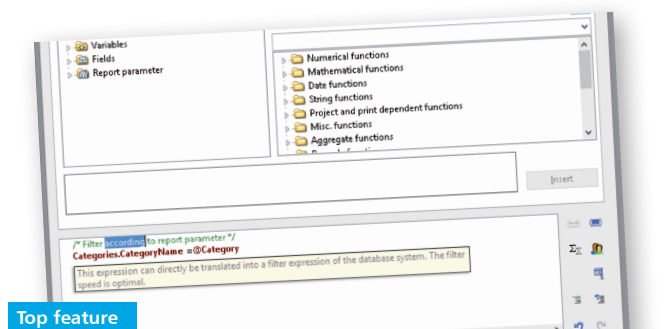 Variables
Fields
Report parameter
Numerical functions
Mathematical functions
Date functions
String functions
Project and print dependent functions
Misc. functions
Aggregate functions
Insert
/* Filter according to report parameter */
Categories.CategoryName =@Category
This expression can directly be translated into a filter expression of the database system. The filter
speed is optimal.
Top feature